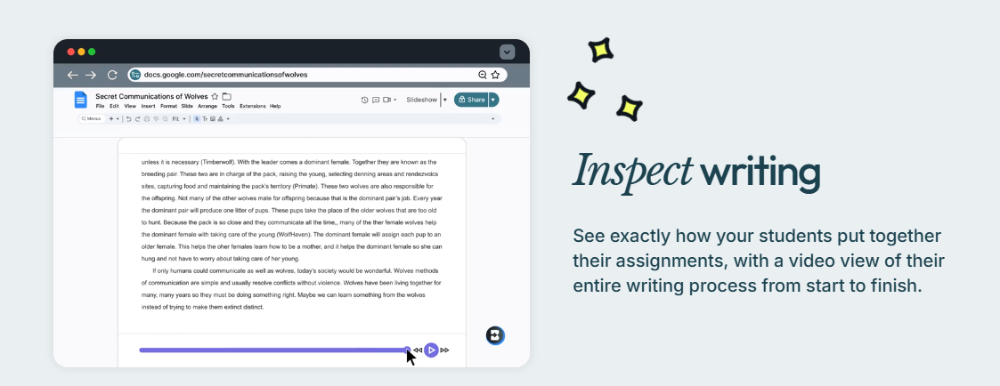 docs.google.com/secretcommunicationsofwolves
Secret Communications of Wolves
File Edit View Insert Format Slide Arrange Tools Extensions Help
Slideshow
Share
Menus
Fit
Tr
unless it is necessary (Timberwolf). With the leader comes a dominant female. Together they are known as the
breeding pair. These two are in charge of the pack, raising the young, selecting denning areas and rendezvoics
sites, capturing food and maintaining the pack's territory (Primate). These two wolves are also responsible for
the offspring. Not many of the other wolves mate for offspring because that is the dominant pair's job. Every year
the dominant pair will produce one litter of pups. These pups take the place of the older wolves that are too old
to hunt. Because the pack is so close and they communicate all the time,, many of the ther female wolves help
the dominant female with taking care of the young (WolfHaven). The dominant female will assign each pup to an
older female. This helps the oher females learn how to be a mother, and it helps the dominant female so she can
hung and not have to worry about taking care of her young.
If only humans could communicate as well as wolves, today's society would be wonderful. Wolves methods
of communication are simple and usually resolve conflicts without violence. Wolves have been living together for
many, many years so they must be doing something right. Maybe we can learn something from the wolves
instead of trying to make them extinct distinct.
Inspect writing
See exactly how your students put together
their assignments, with a video view of their
entire writing process from start to finish.